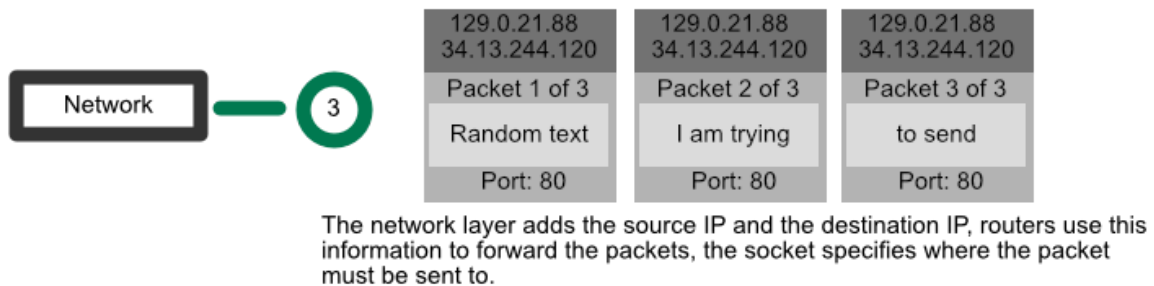 129.0.21.88
34.13.244.120
Packet 1 of 3
Random text
Port: 80
129.0.21.88
34.13.244.120
Packet 2 of 3
I am trying
Port: 80
129.0.21.88
34.13.244.120
Packet 3 of 3
to send
Port: 80
Network
3
The network layer adds the source IP and the destination IP, routers use this
information to forward the packets, the socket specifies where the packet
must be sent to.